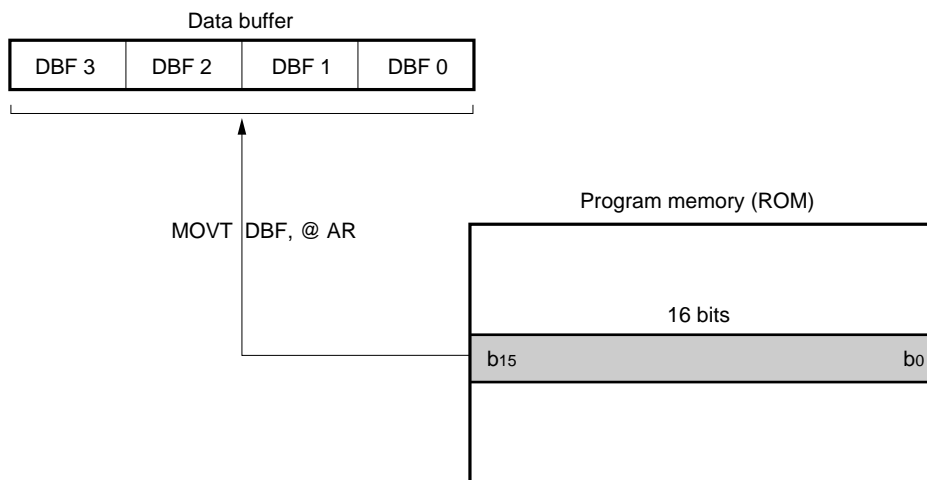 Data buffer
DBF 3 DBF 2 DBF 1 DBF 0
MOVT DBF, @ AR
Program memory (ROM)
16 bits
b15 b0